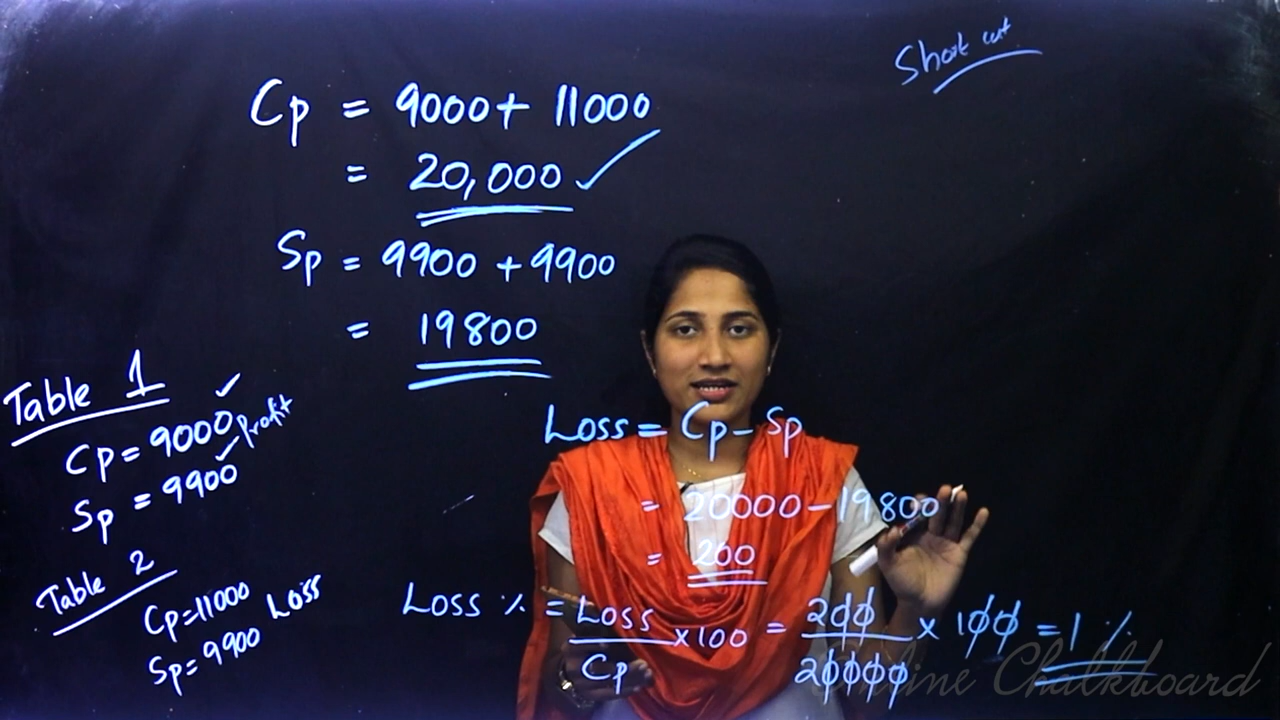 Short cut
Cp = 9000 + 11000
= 20,000 ✓
Sp = 9900 + 9900
= 19800
Table 1
Cp = 9000 ✓
Sp = 9900 ✓ Profit
Table 2
Cp = 11000
Sp = 9900 Loss
Loss = Cp - Sp
= 20000 - 19800
= 200
Loss % = Loss/Cp × 100 = 200/20000 × 100 = 1 %
Online Chalkboard